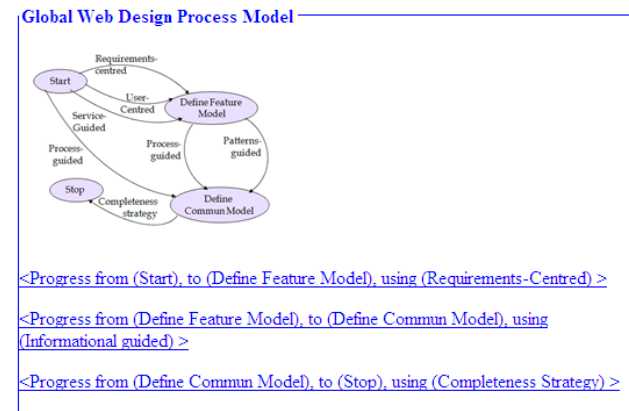 Global Web Design Process Model
Requirements-
centred
Start
User-
Centred
Define Feature
Model
Service-
Guided
Process-
guided
Process-
guided
Patterns-
guided
Stop
Completeness
strategy
Define
Commun Model
<Progress from (Start), to (Define Feature Model), using (Requirements-Centred) >
<Progress from (Define Feature Model), to (Define Commun Model), using
(Informational guided) >
<Progress from (Define Commun Model), to (Stop), using (Completeness Strategy) >